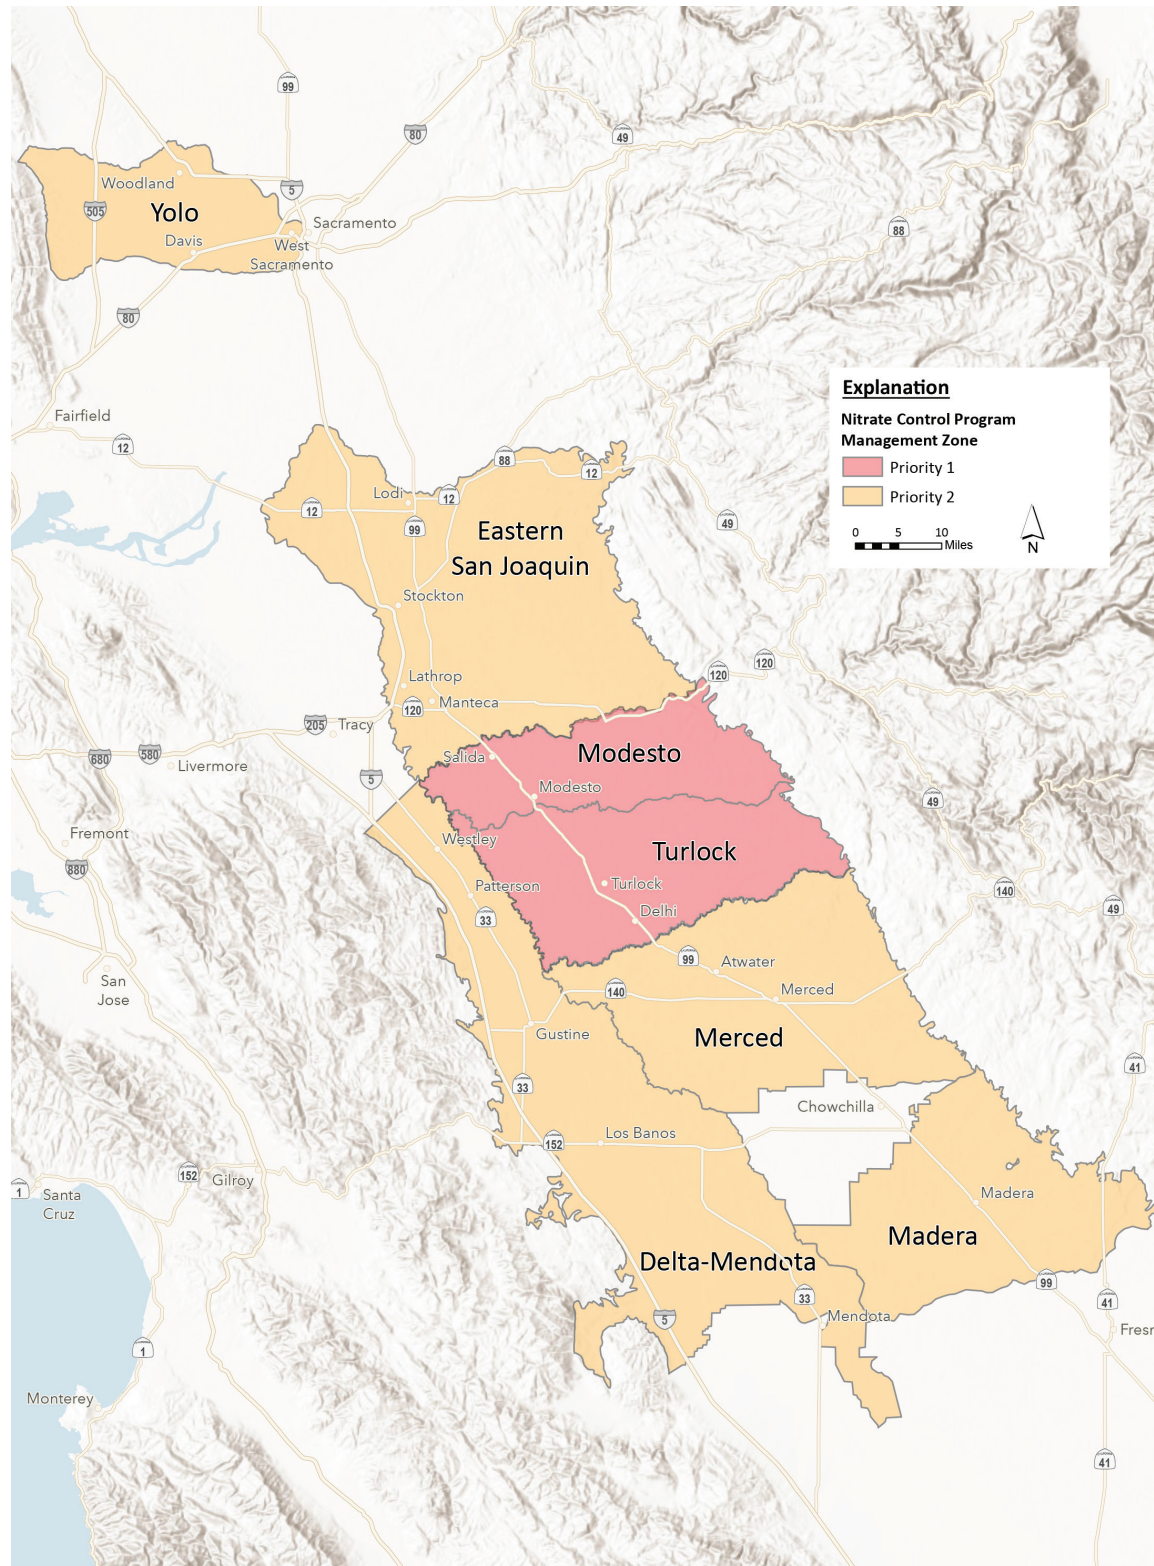 99
80
49
Woodland
5
505
Yolo
Sacramento
88
Davis
West
Sacramento
80
Explanation
Nitrate Control Program
Management Zone
Priority 1
Priority 2
0 5 10
Miles
N
Fairfield
12
88
12
Lodi
12
12
99
49
Eastern
San Joaquin
Stockton
120
120
Lathrop
Manteca
120
205
Tracy
Modesto
Salida
680
580
Livermore
5
Modesto
49
Fremont
Westley
Turlock
880
Turlock
Patterson
140
Delhi
33
49
99
Atwater
San
Jose
140
Merced
Gustine
Merced
41
33
Chowchilla
Los Banos
152
152
Gilroy
1
Santa
Cruz
Madera
Madera
Delta-Mendota
99
33
41
5
Mendota
Fresn
1
Monterey
41